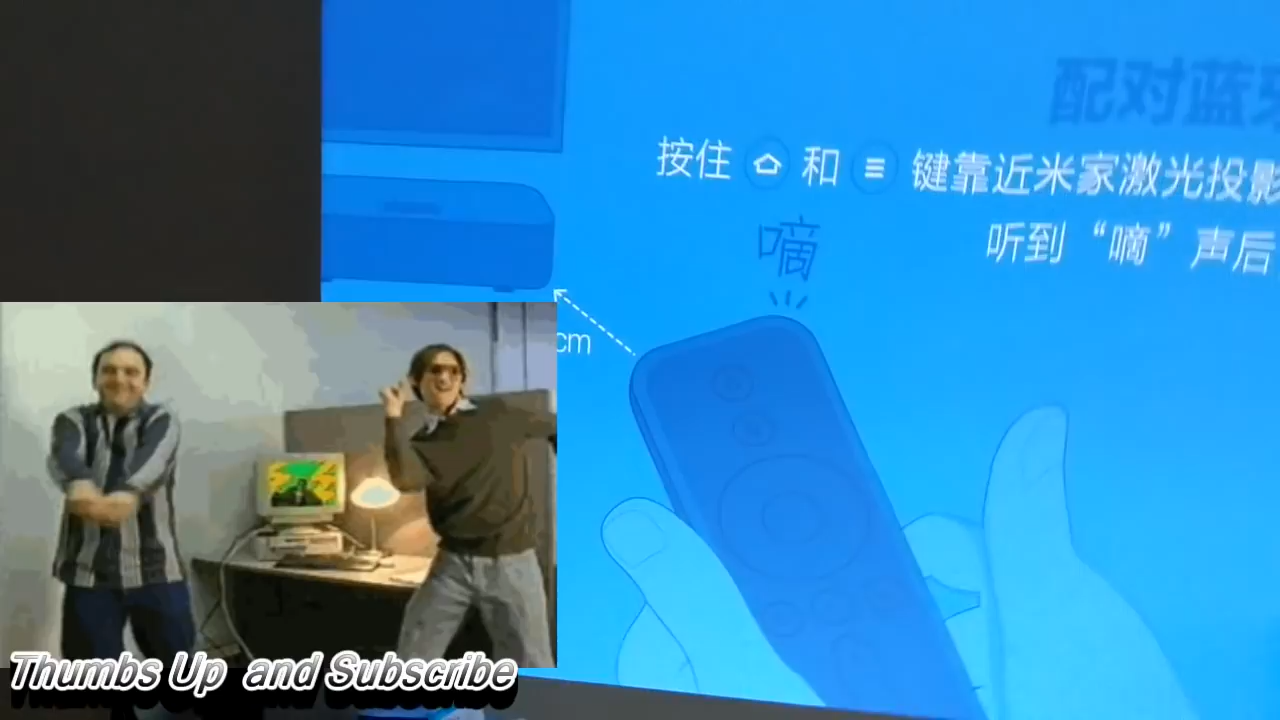 配对蓝牙
按住 和 键靠近米家激光投影
听到“嘀”声后
嘀
cm
Thumbs Up and Subscribe